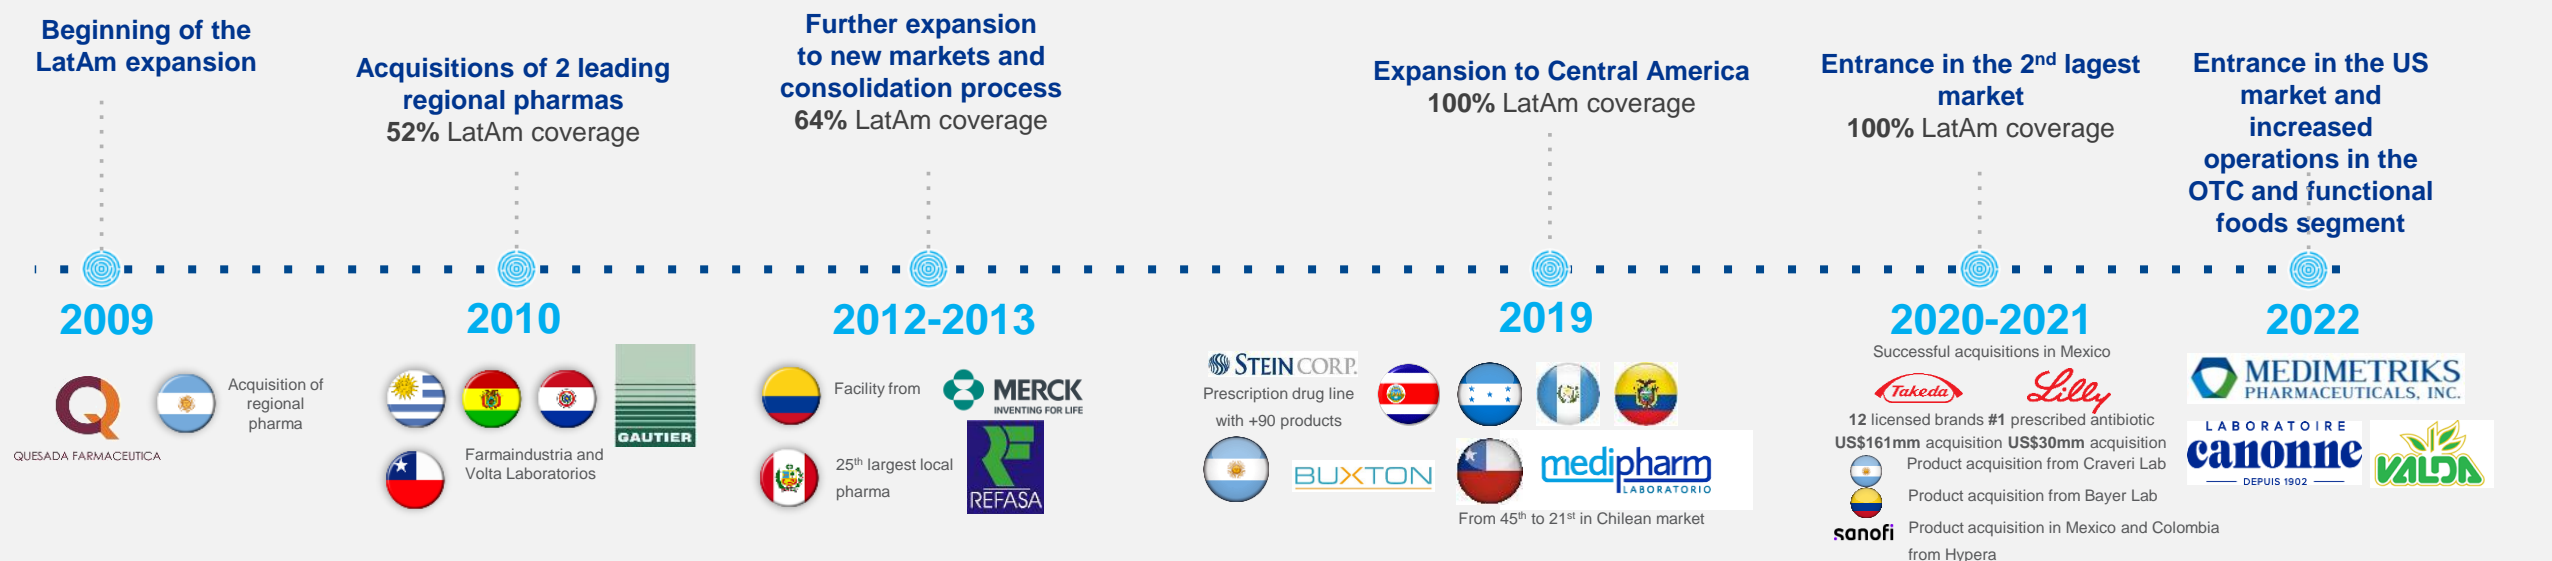 Beginning of the
LatAm expansion
Acquisitions of 2 leading
regional pharmas
52% LatAm coverage
Further expansion
to new markets and
consolidation process
64% LatAm coverage
Expansion to Central America
100% LatAm coverage
Entrance in the 2nd lagest
market
100% LatAm coverage
Entrance in the US
market and
increased
operations in the
OTC and functional
foods segment
2009
QUESADA FARMACEUTICA
Acquisition of
regional
pharma
2010
GAUTIER
Farmaindustria and
Volta Laboratorios
2012-2013
Facility from
MERCK
INVENTING FOR LIFE
25th largest local
pharma
REFASA
2019
STEIN CORP.
Prescription drug line
with +90 products
BUXTON
medipharm
LABORATORIO
From 45th to 21st in Chilean market
2020-2021
Successful acquisitions in Mexico
Takeda
Lilly
12 licensed brands #1 prescribed antibiotic
US$161mm acquisition US$30mm acquisition
Product acquisition from Craveri Lab
Product acquisition from Bayer Lab
sanofi
Product acquisition in Mexico and Colombia
from Hypera
2022
MEDIMETRIKS
PHARMACEUTICALS, INC.
LABORATOIRE
canonne
DEPUIS 1902
VALDA